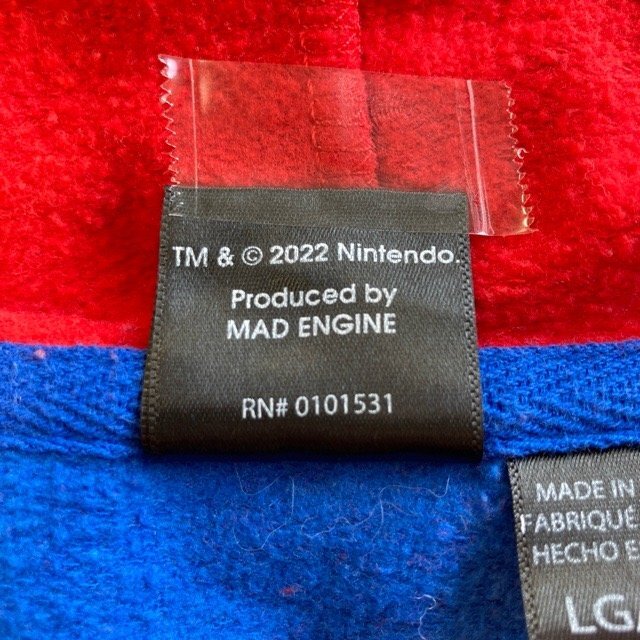 TM & © 2022 Nintendo.
Produced by
MAD ENGINE
RN# 0101531
MADE IN
FABRIQUÉ
HECHO E
LG